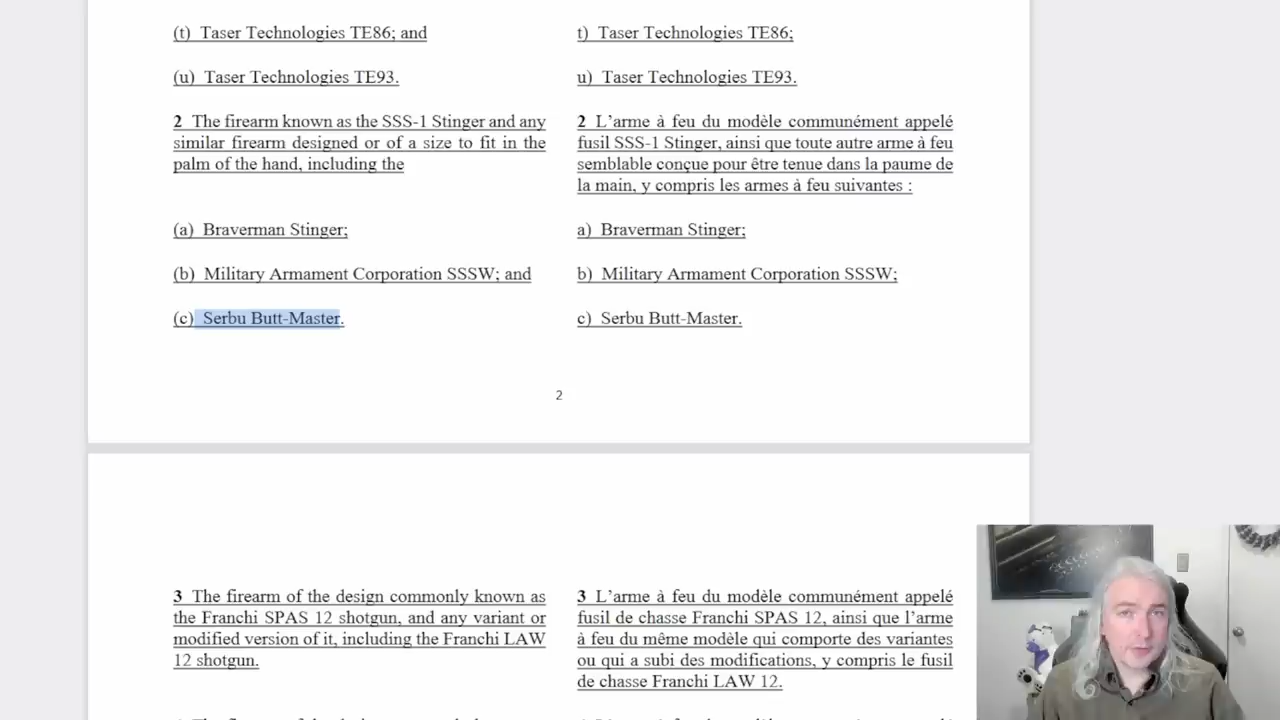 (t) Taser Technologies TE86; and
(u) Taser Technologies TE93.
2 The firearm known as the SSS-1 Stinger and any
similar firearm designed or of a size to fit in the
palm of the hand, including the
(a) Braverman Stinger;
(b) Military Armament Corporation SSSW; and
(c) Serbu Butt-Master.
t) Taser Technologies TE86;
u) Taser Technologies TE93.
2 L’arme à feu du modèle communément appelé
fusil SSS-1 Stinger, ainsi que toute autre arme à feu
semblable conçue pour être tenue dans la paume de
la main, y compris les armes à feu suivantes :
a) Braverman Stinger;
b) Military Armament Corporation SSSW;
c) Serbu Butt-Master.
2
3 The firearm of the design commonly known as
the Franchi SPAS 12 shotgun, and any variant or
modified version of it, including the Franchi LAW
12 shotgun.
3 L’arme à feu du modèle communément appelé
fusil de chasse Franchi SPAS 12, ainsi que l’arme
à feu du même modèle qui comporte des variantes
ou qui a subi des modifications, y compris le fusil
de chasse Franchi LAW 12.